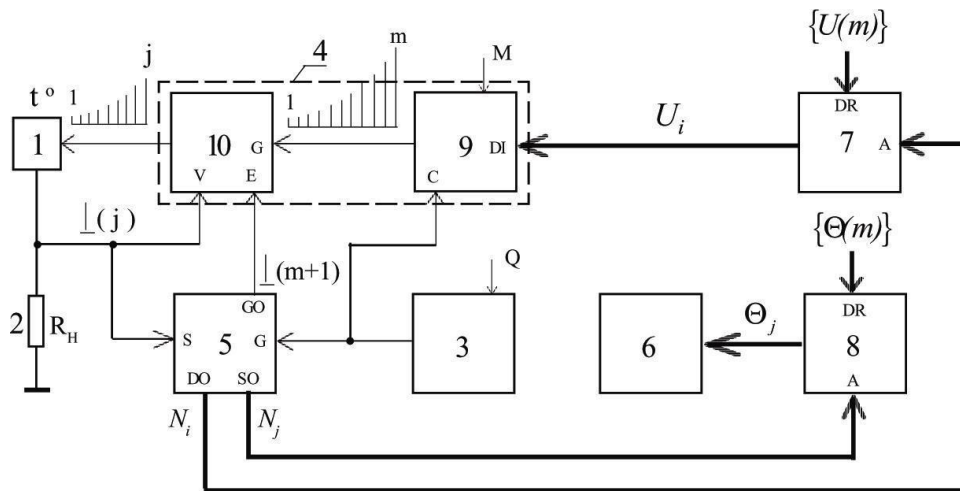 {U(m)}
j
m
4
M
t °
1
1
DR
U_i
1
10
G
9
DI
7
A
V
E
C
⊥(j)
{Θ(m)}
⊥(m+1)
Q
GO
DR
Θ_j
2
R_H
S
5
G
3
6
8
DO
SO
A
N_i
N_j